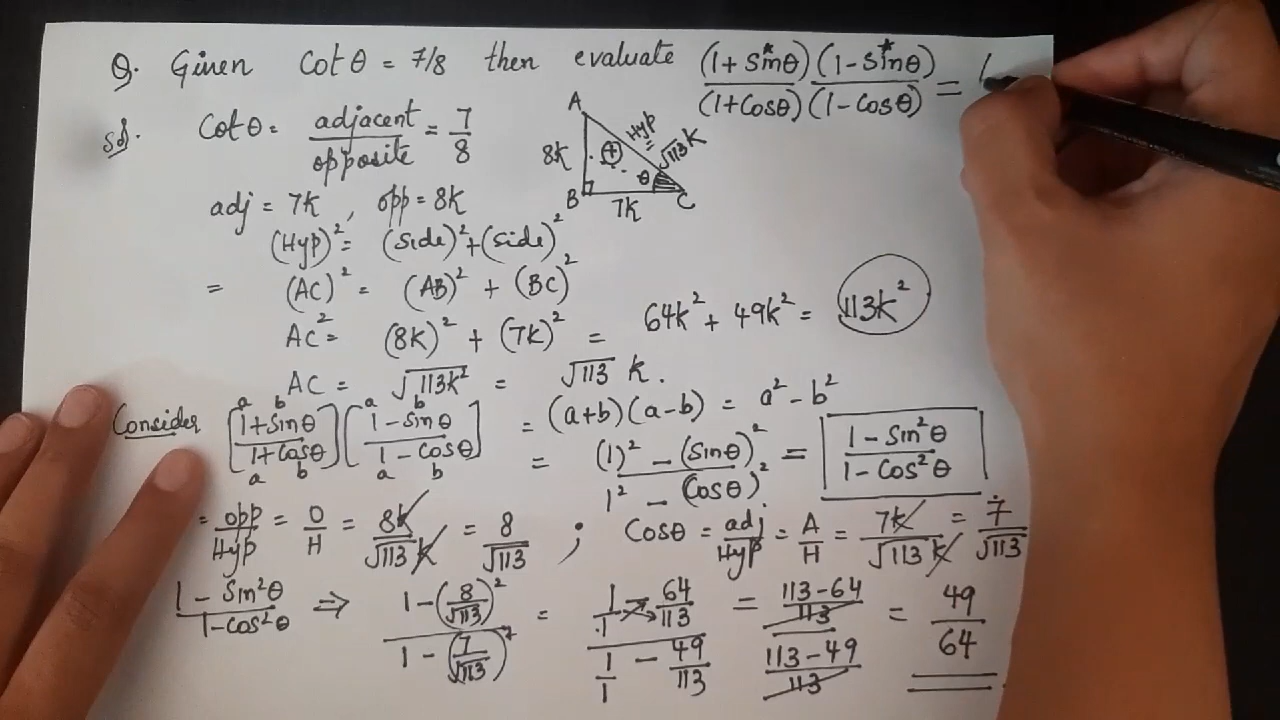 Q. Given Cot θ = 7/8 then evaluate (1+Sinθ)(1-Sinθ) / (1+Cosθ)(1-Cosθ) =
Sol. Cotθ = adjacent/opposite = 7/8
A
Hyp
8K
√113K
θ
B
7K
C
adj = 7K, opp = 8K
(Hyp)² = (Side)² + (side)²
= (AC)² = (AB)² + (BC)²
AC² = (8K)² + (7K)² = 64K² + 49K² = 113K²
AC = √113K² = √113 K.
Consider [1+Sinθ / 1+Cosθ] [1-Sinθ / 1-Cosθ] = (a+b)(a-b) = a²-b²
a b a b
a b a b
= (1)² - (Sinθ)² / 1² - (Cosθ)² = 1-Sin²θ / 1-Cos²θ
= opp/Hyp = O/H = 8K/√113K = 8/√113 ; Cosθ = adj/Hyp = A/H = 7K/√113K = 7/√113
1-Sin²θ / 1-cos²θ ⇒ 1-(8/√113)² / 1-(7/√113)² = 1/1 - 64/113 / 1/1 - 49/113 = 113-64/113 / 113-49/113 = 49/64